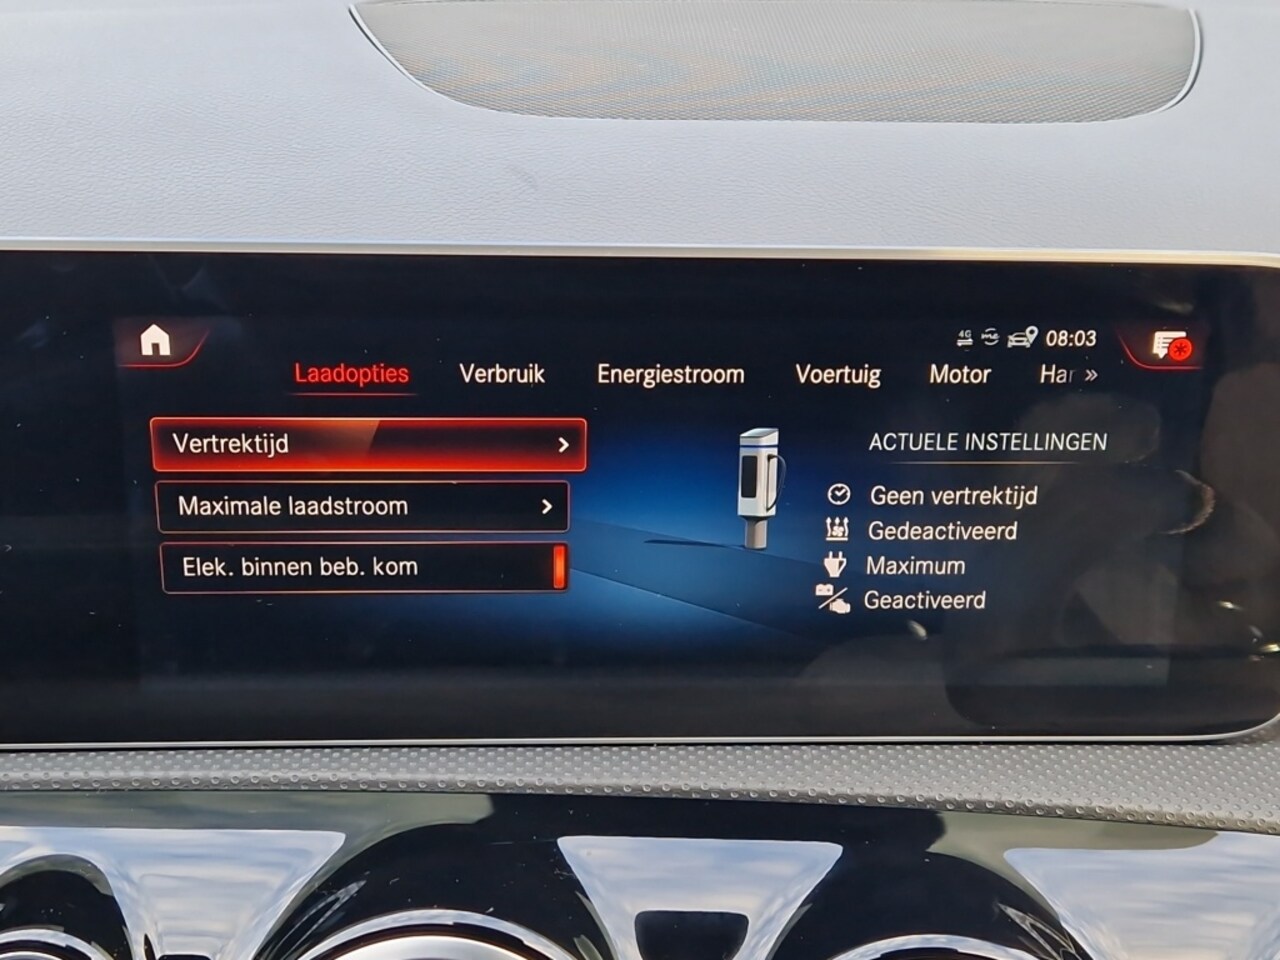 4G me 08:03
Laadopties Verbruik Energiestroom Voertuig Motor Har »
Vertrektijd
Maximale laadstroom
Elek. binnen beb. kom
ACTUELE INSTELLINGEN
Geen vertrektijd
Gedeactiveerd
Maximum
Geactiveerd